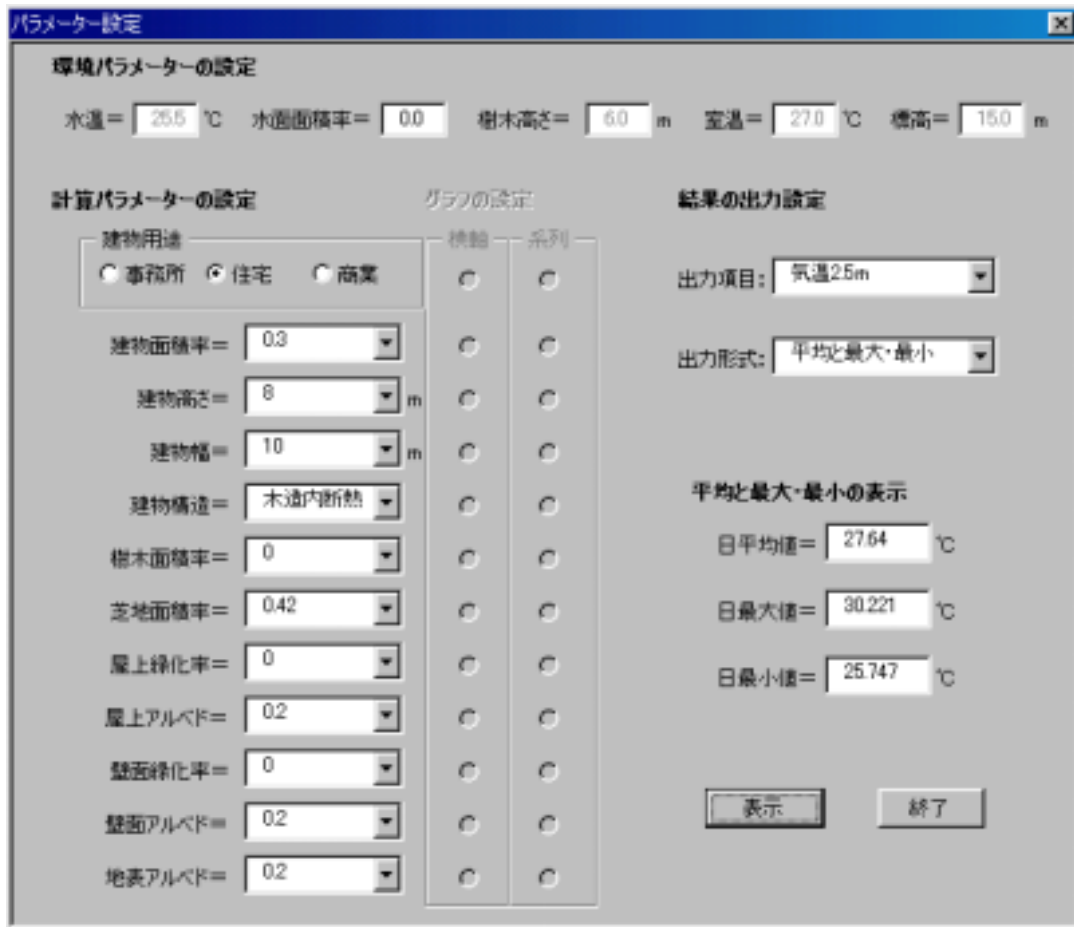 パラメーター設定
環境パラメーターの設定
水温＝ 25.5 ℃ 水面面積率＝ 0.0 樹木高さ＝ 6.0 m 室温＝ 27.0 ℃ 標高＝ 15.0 m
計算パラメーターの設定 グラフの設定 結果の出力設定
建物用途 横軸 系列
事務所 住宅 商業
出力項目: 気温2.5m
建物面積率＝ 0.3
出力形式: 平均と最大・最小
建物高さ＝ 8 m
建物幅＝ 10 m
建物構造＝ 木造内断熱
平均と最大・最小の表示
日平均値＝ 27.64 ℃
樹木面積率＝ 0
芝地面積率＝ 0.42
日最大値＝ 30.221 ℃
屋上緑化率＝ 0
日最小値＝ 25.747 ℃
屋上アルベド＝ 0.2
壁面緑化率＝ 0
表示 終了
壁面アルベド＝ 0.2
地表アルベド＝ 0.2